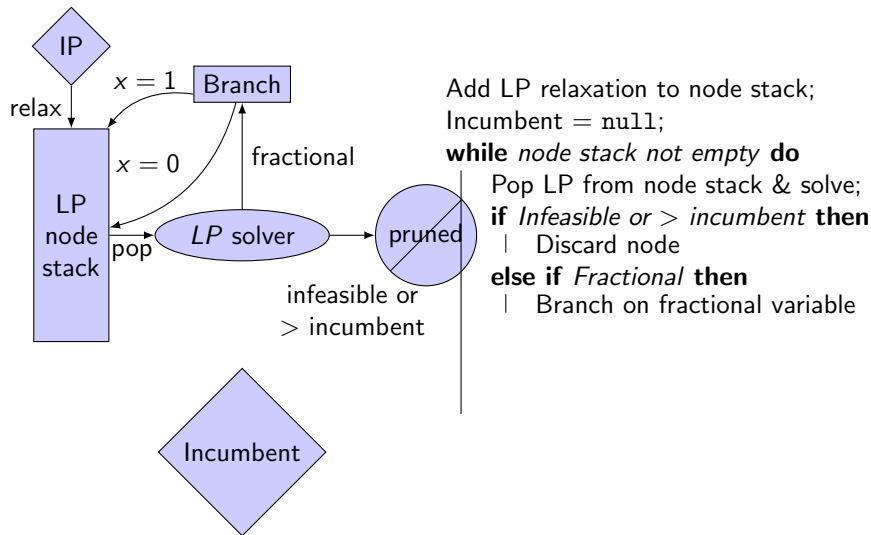 IP
relax
x = 1
Branch
x = 0
fractional
LP
node
stack
pop
LP solver
pruned
infeasible or
> incumbent
Incumbent
Add LP relaxation to node stack;
Incumbent = null;
while node stack not empty do
Pop LP from node stack & solve;
if Infeasible or > incumbent then
Discard node
else if Fractional then
Branch on fractional variable